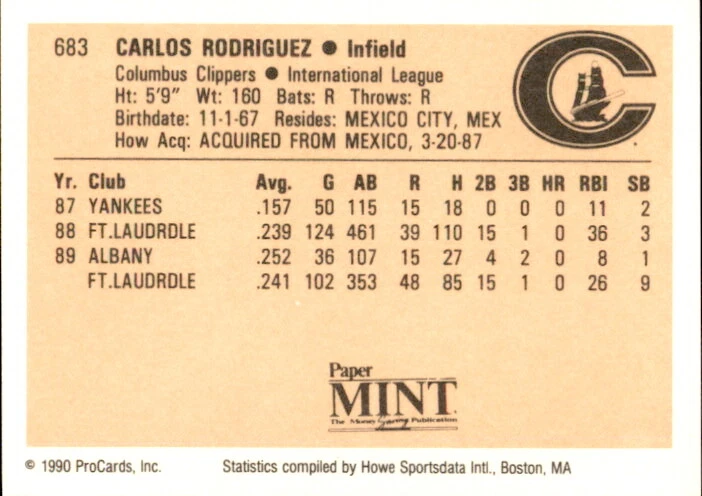 683 CARLOS RODRIGUEZ ● Infield
Columbus Clippers ● International League
Ht: 5'9" Wt: 160 Bats: R Throws: R
Birthdate: 11-1-67 Resides: MEXICO CITY, MEX
How Acq: ACQUIRED FROM MEXICO, 3-20-87
C
Yr. Club Avg. G AB R H 2B 3B HR RBI SB
87 YANKEES .157 50 115 15 18 0 0 0 11 2
88 FT.LAUDRDLE .239 124 461 39 110 15 1 0 36 3
89 ALBANY .252 36 107 15 27 4 2 0 8 1
FT.LAUDRDLE .241 102 353 48 85 15 1 0 26 9
Paper
MINT
The Money Saving Publication
© 1990 ProCards, Inc. Statistics compiled by Howe Sportsdata Intl., Boston, MA